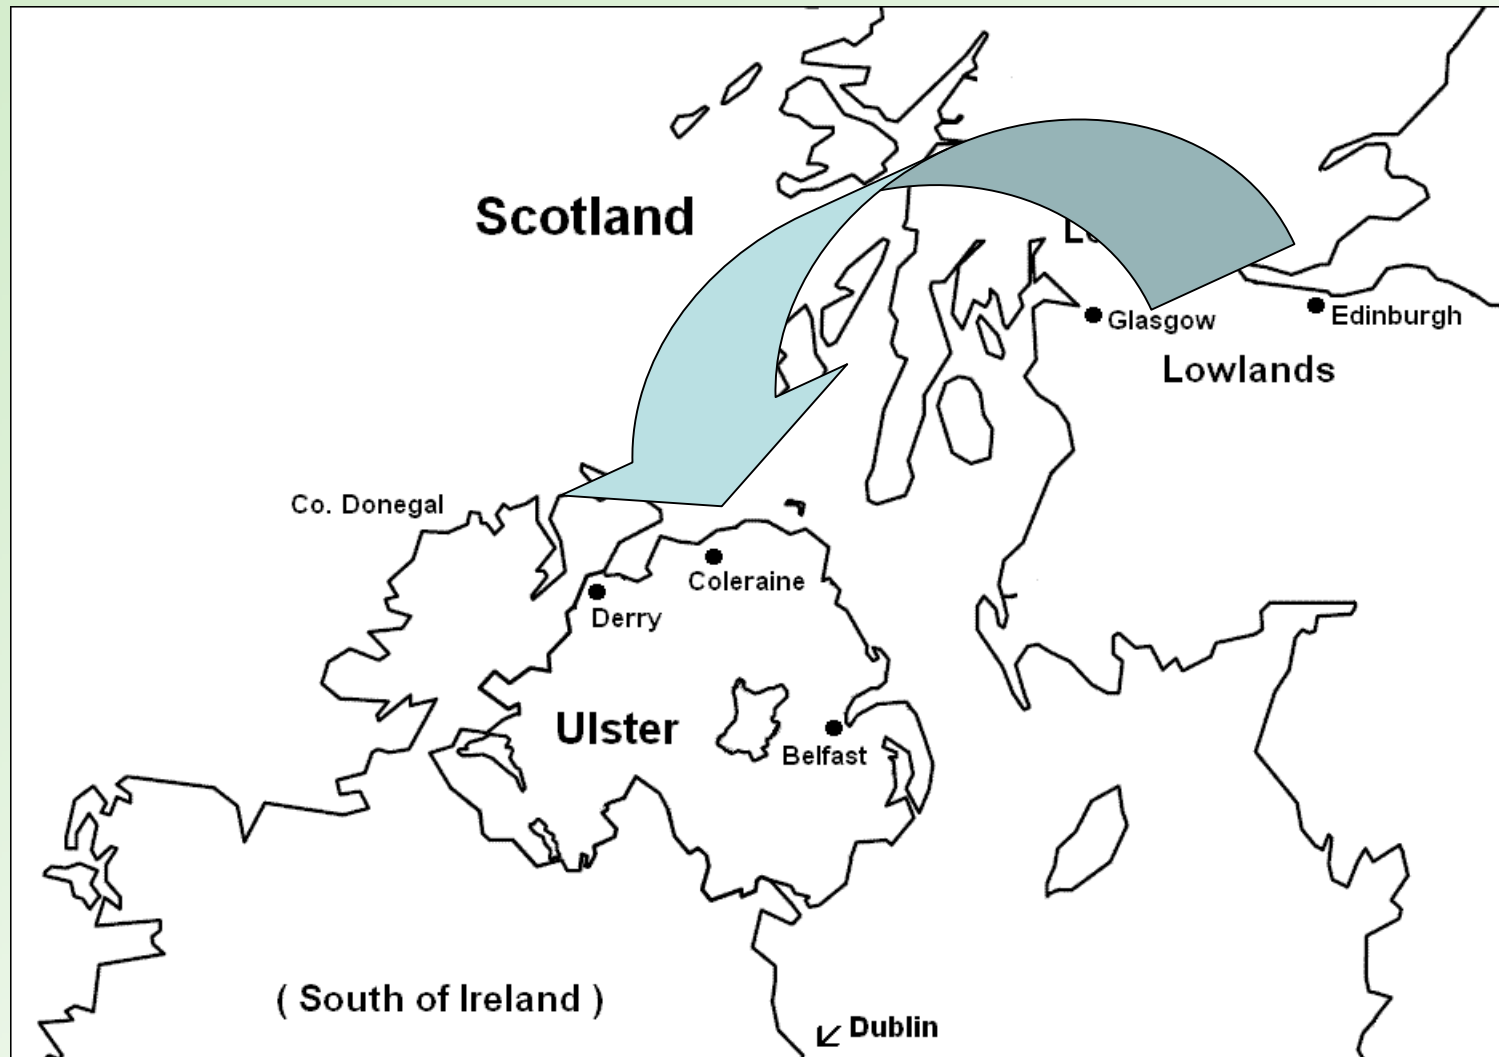 Scotland
Glasgow
Edinburgh
Lowlands
Co. Donegal
Coleraine
Derry
Ulster
Belfast
( South of Ireland )
Dublin